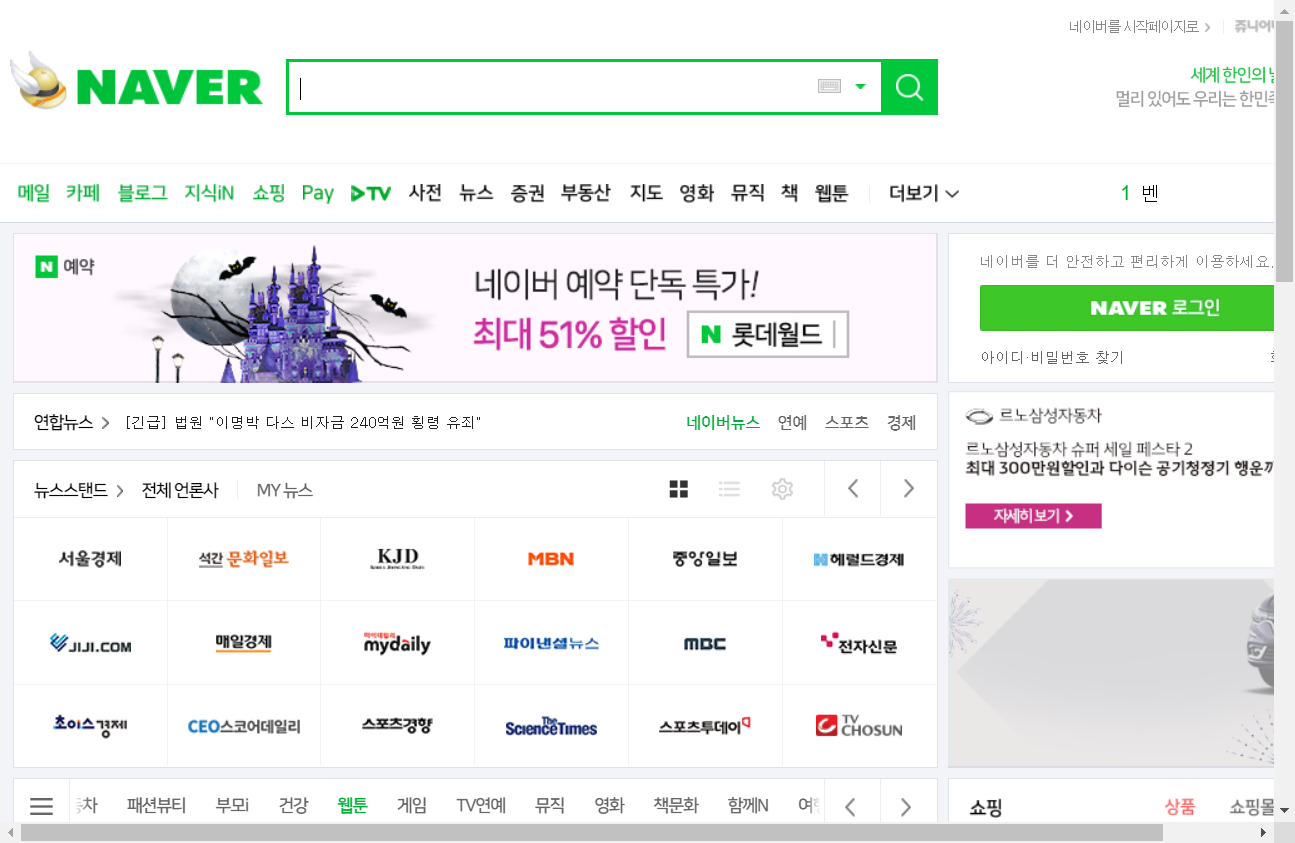 네이버를 시작페이지로
쥬니어
NAVER
세계 한인의
멀리 있어도 우리는 한민족
메일 카페 블로그 지식iN 쇼핑 Pay TV 사전 뉴스 증권 부동산 지도 영화 뮤직 책 웹툰 더보기
1 벤
N 예약
네이버 예약 단독 특가!
최대 51% 할인 N 롯데월드
네이버를 더 안전하고 편리하게 이용하세요.
NAVER 로그인
아이디·비밀번호 찾기
연합뉴스 [긴급] 법원 "이명박 다스 비자금 240억원 횡령 유죄" 네이버뉴스 연예 스포츠 경제
르노삼성자동차
르노삼성자동차 슈퍼 세일 페스타 2
최대 300만원할인과 다이슨 공기청정기 행운까
자세히 보기
뉴스스탠드 전체 언론사 MY 뉴스
서울경제 석간 문화일보 KJD MBN 중앙일보 헤럴드경제
JIJI.COM 매일경제 마이데일리 mydaily 파이낸셜뉴스 MBC 전자신문
초이스경제 CEO스코어데일리 스포츠경향 The Science Times 스포츠투데이 TV CHOSUN
차 패션뷰티 부모i 건강 웹툰 게임 TV연예 뮤직 영화 책문화 함께N 여행
쇼핑 상품 쇼핑몰